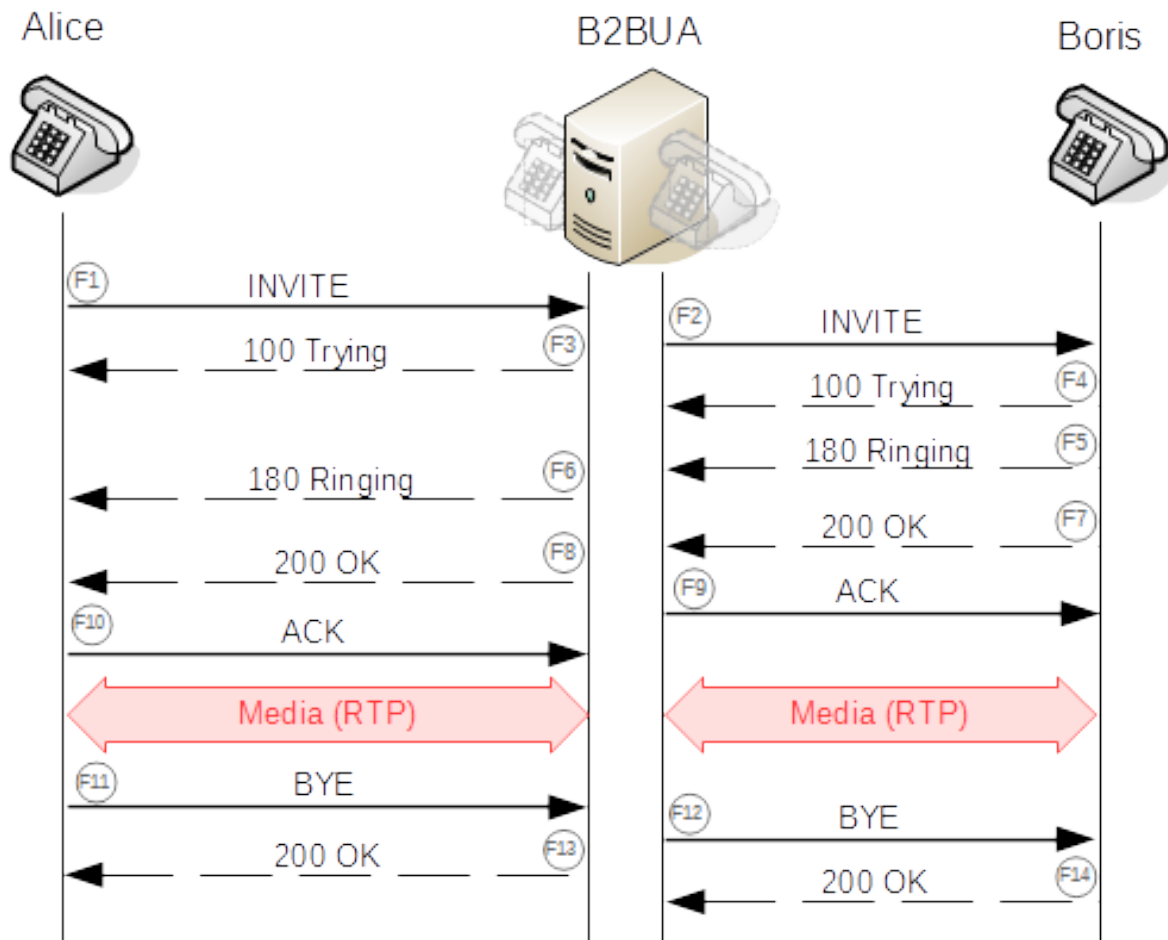 Alice
B2BUA
Boris
F1
INVITE
F2
INVITE
100 Trying
F3
100 Trying
F4
180 Ringing
F5
180 Ringing
F6
200 OK
F7
200 OK
F8
F9
ACK
F10
ACK
Media (RTP)
Media (RTP)
F11
BYE
F12
BYE
200 OK
F13
200 OK
F14